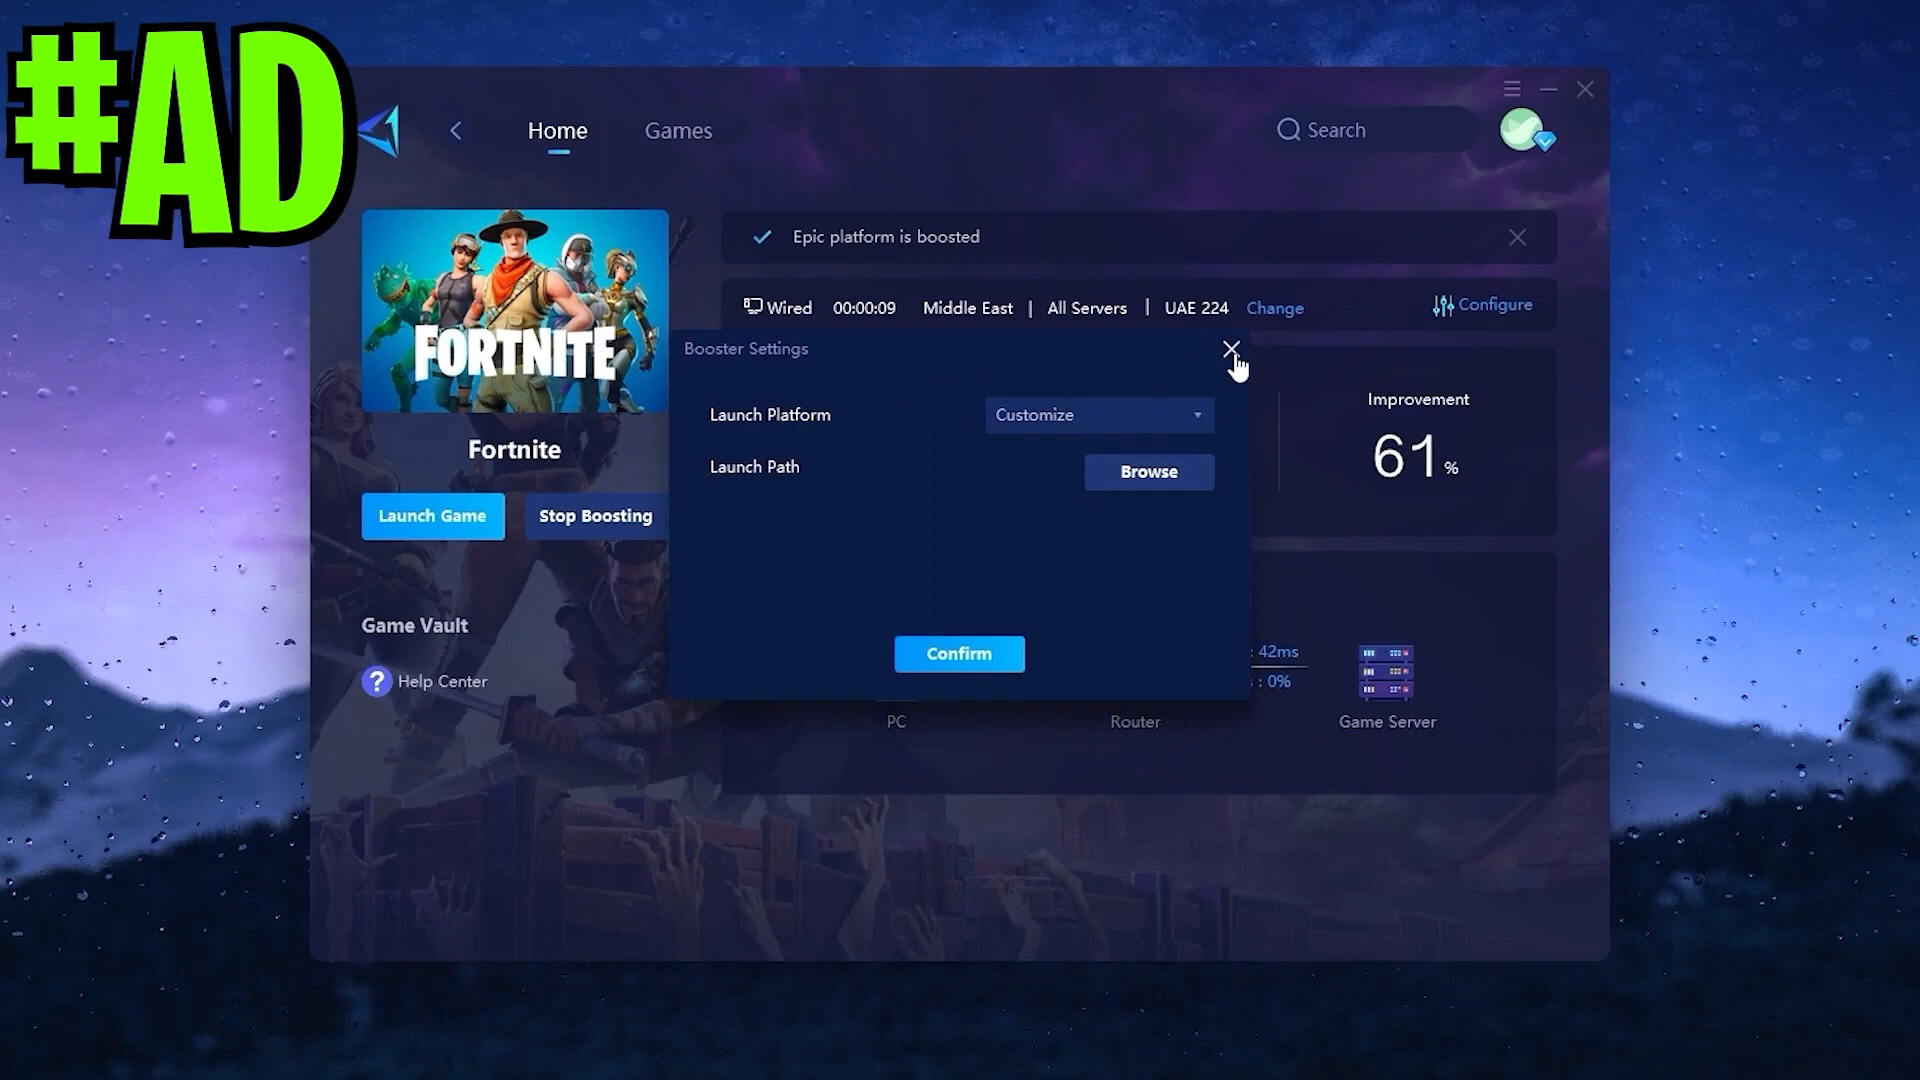 #AD
Home
Games
Search
FORTNITE
Epic platform is boosted
Wired 00:00:09 Middle East | All Servers | UAE 224 Change
Configure
Booster Settings
Launch Platform
Customize
Launch Path
Browse
Confirm
Improvement
61 %
Fortnite
Launch Game
Stop Boosting
Game Vault
? Help Center
: 42ms
: 0%
PC
Router
Game Server